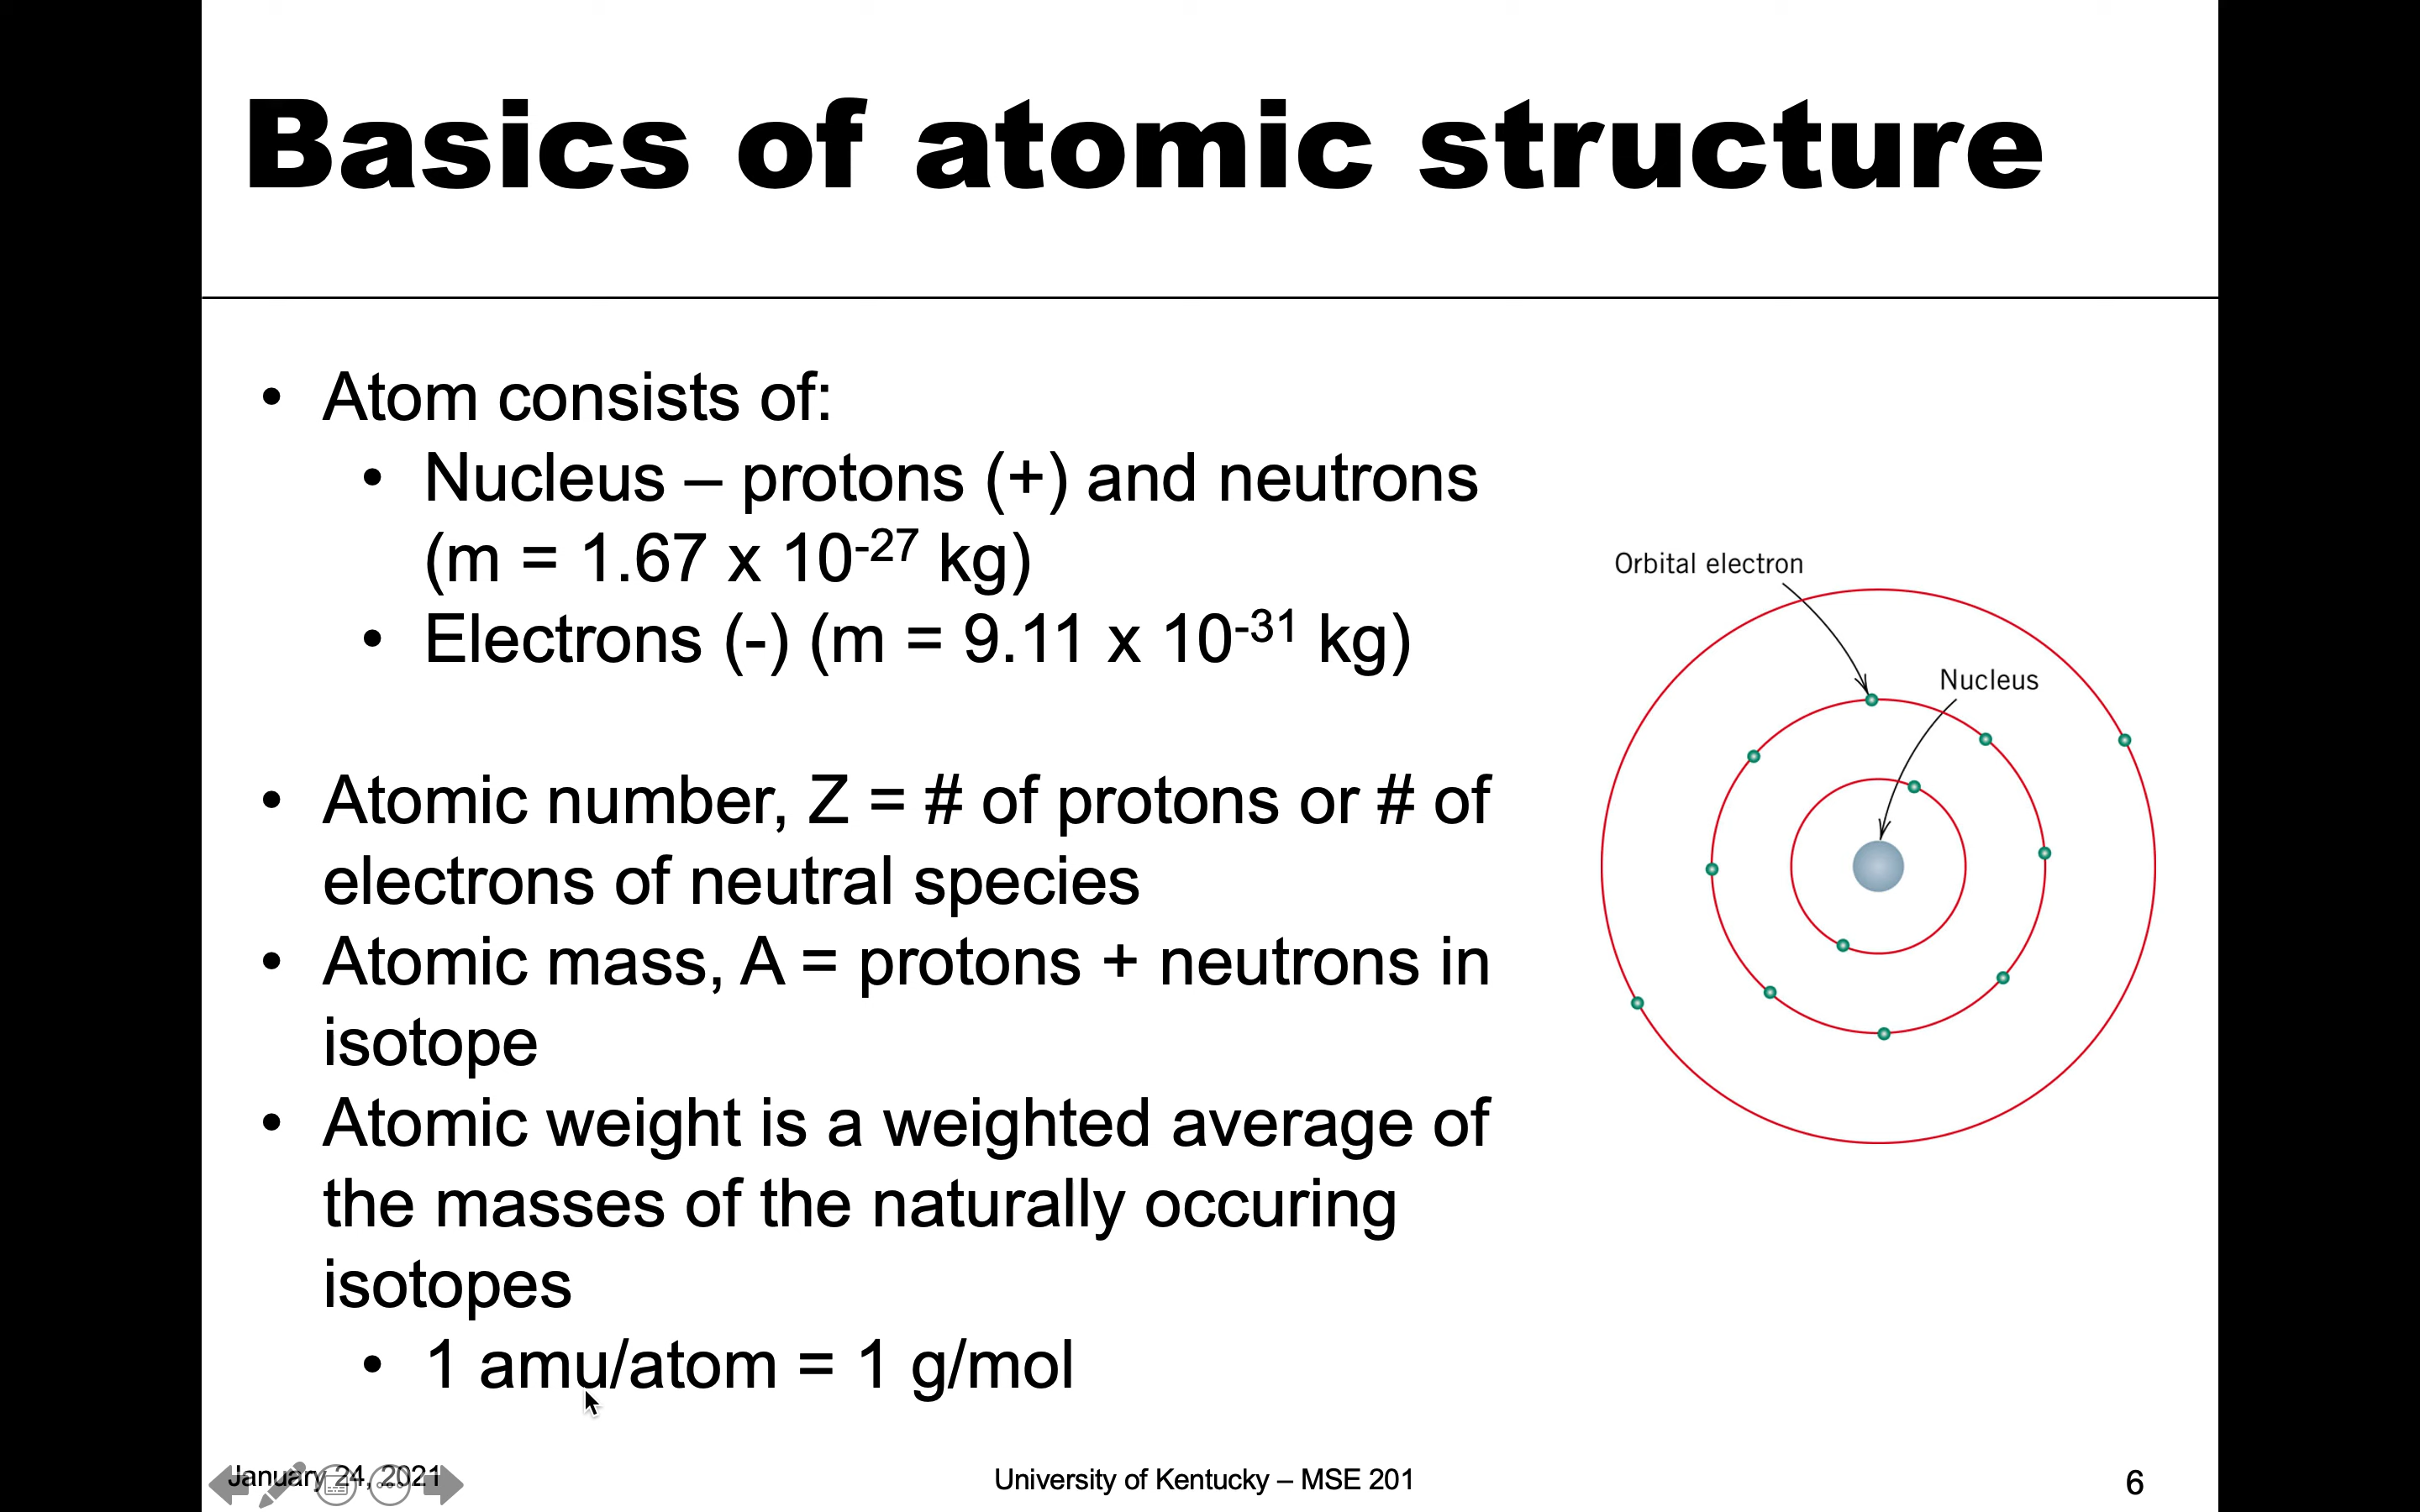 Basics of atomic structure
• Atom consists of:
• Nucleus – protons (+) and neutrons
(m = 1.67 x 10⁻²⁷ kg)
• Electrons (-) (m = 9.11 x 10⁻³¹ kg)
• Atomic number, Z = # of protons or # of
electrons of neutral species
• Atomic mass, A = protons + neutrons in
isotope
• Atomic weight is a weighted average of
the masses of the naturally occuring
isotopes
• 1 amu/atom = 1 g/mol
Orbital electron
Nucleus
January 24, 2021
University of Kentucky – MSE 201
6